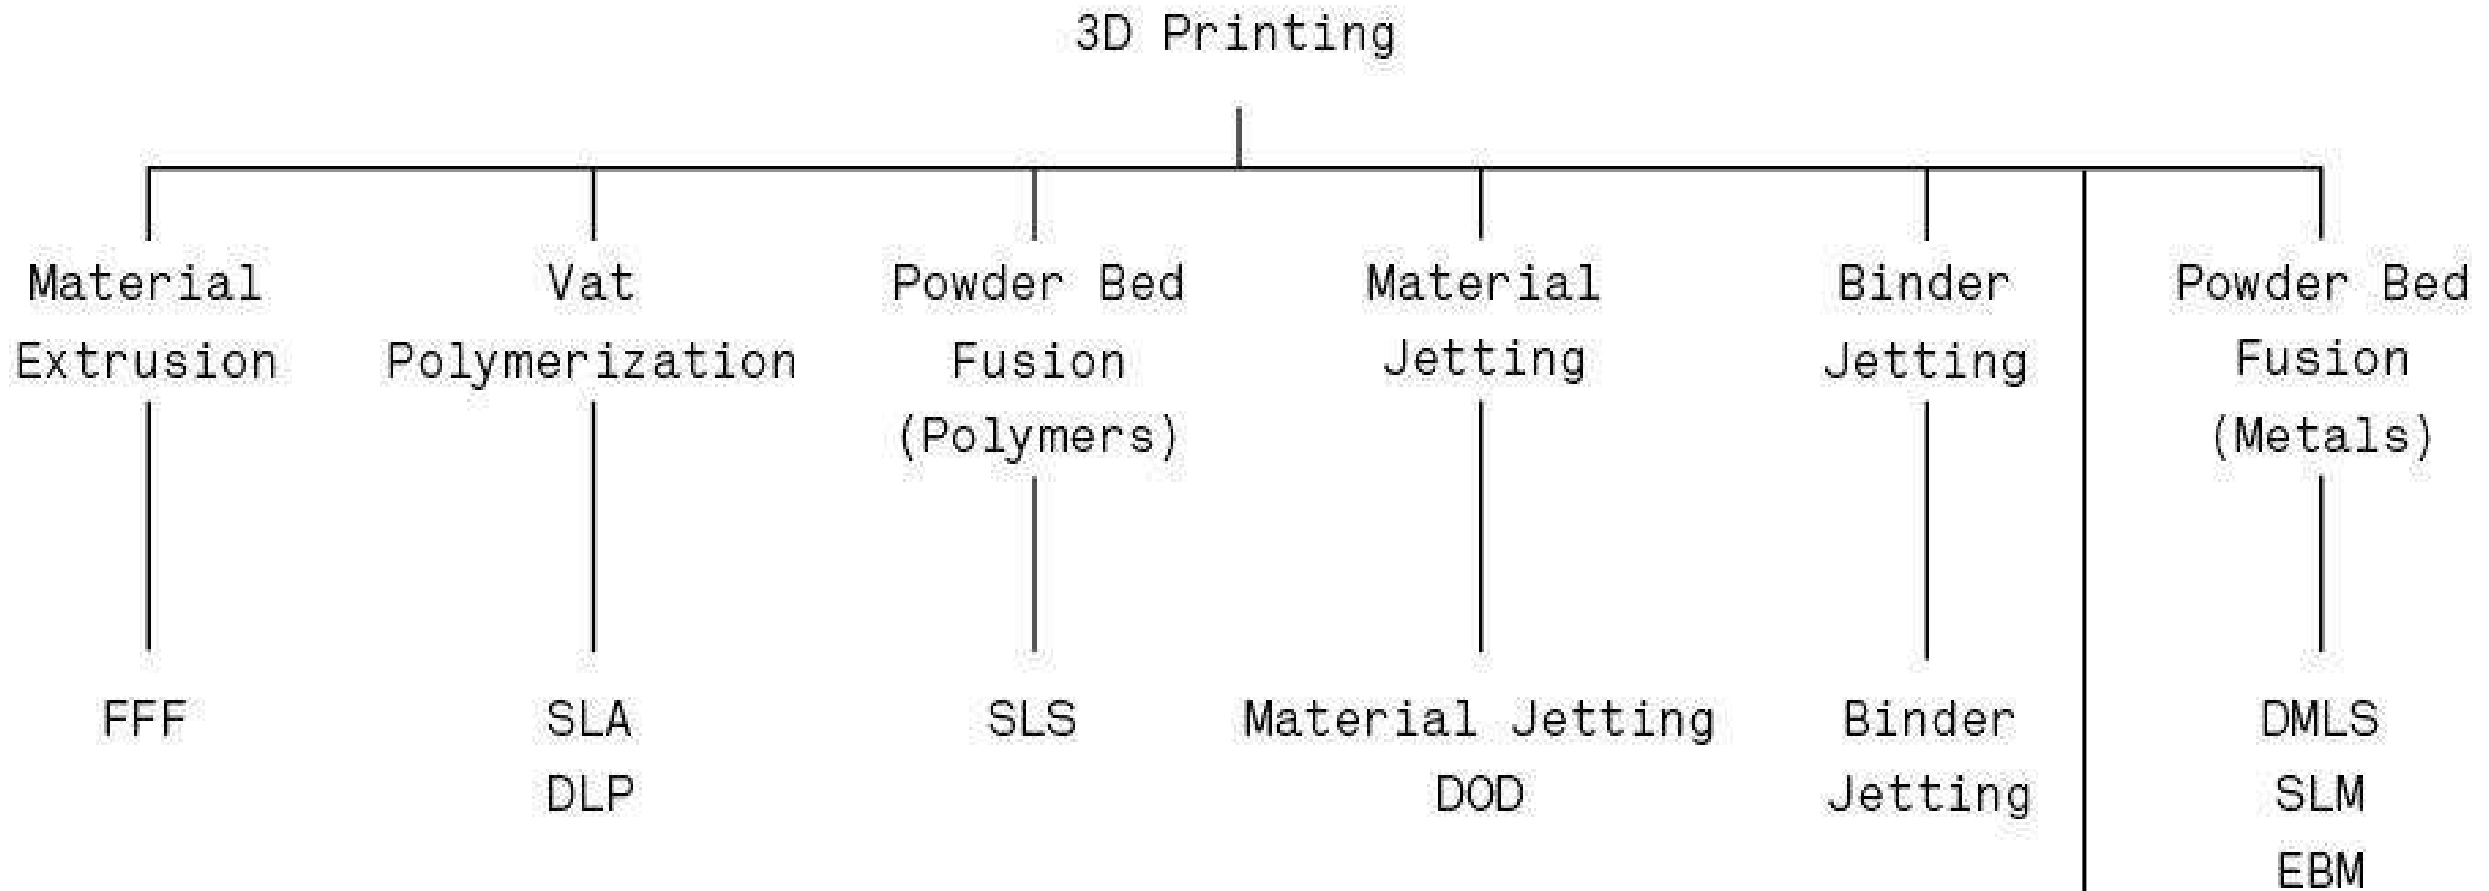 3D Printing
Material
Extrusion
Vat
Polymerization
Powder Bed
Fusion
(Polymers)
Material
Jetting
Binder
Jetting
Powder Bed
Fusion
(Metals)
FFF
SLA
DLP
SLS
Material Jetting
DOD
Binder
Jetting
DMLS
SLM
EBM